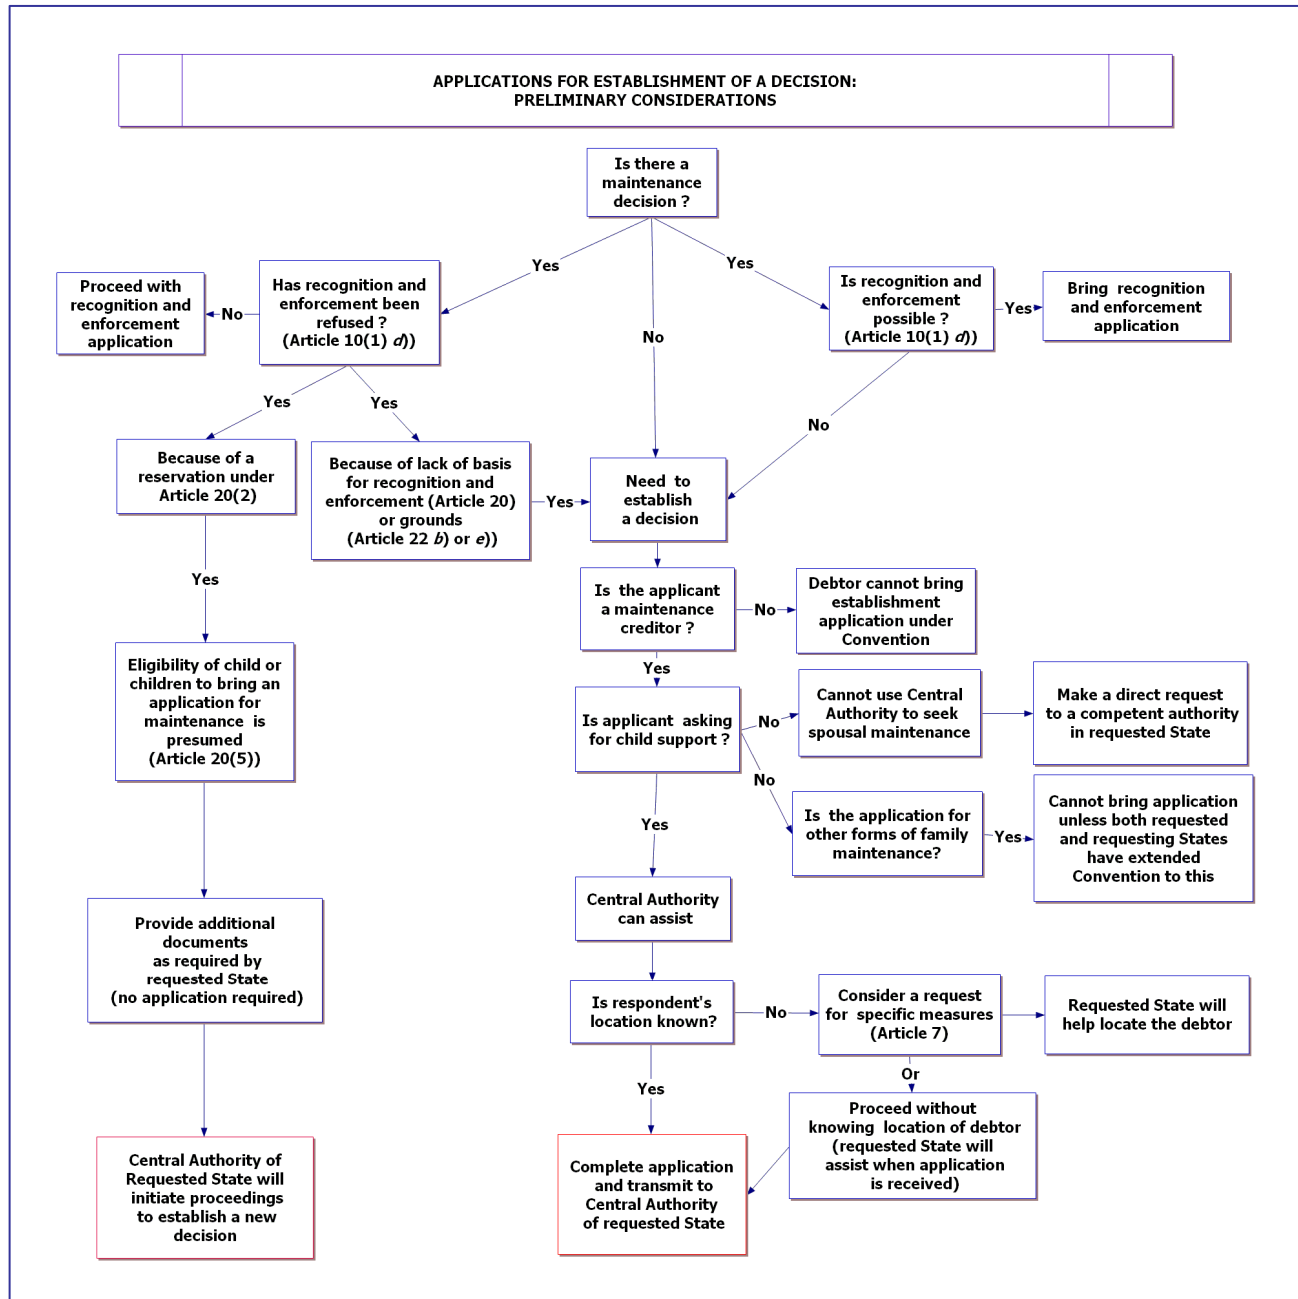 APPLICATIONS FOR ESTABLISHMENT OF A DECISION:
PRELIMINARY CONSIDERATIONS
Is there a
maintenance
decision ?
Yes
No
Yes
Proceed with
recognition and
enforcement
application
No
Has recognition and
enforcement been
refused ?
(Article 10(1) d))
Is recognition and
enforcement
possible ?
(Article 10(1) d))
Yes
Bring recognition
and enforcement
application
Yes
Yes
No
Because of a
reservation under
Article 20(2)
Because of lack of basis
for recognition and
enforcement (Article 20)
or grounds
(Article 22 b) or e))
Yes
Need to
establish
a decision
Yes
Is the applicant
a maintenance
creditor ?
No
Debtor cannot bring
establishment
application under
Convention
Yes
Eligibility of child or
children to bring an
application for
maintenance is
presumed
(Article 20(5))
Is applicant asking
for child support ?
No
Cannot use Central
Authority to seek
spousal maintenance
Make a direct request
to a competent authority
in requested State
No
Is the application for
other forms of family
maintenance?
Yes
Cannot bring application
unless both requested
and requesting States
have extended
Convention to this
Yes
Central Authority
can assist
Provide additional
documents
as required by
requested State
(no application required)
Is respondent's
location known?
No
Consider a request
for specific measures
(Article 7)
Requested State will
help locate the debtor
Or
Yes
Proceed without
knowing location of debtor
(requested State will
assist when application
is received)
Central Authority of
Requested State will
initiate proceedings
to establish a new
decision
Complete application
and transmit to
Central Authority
of requested State